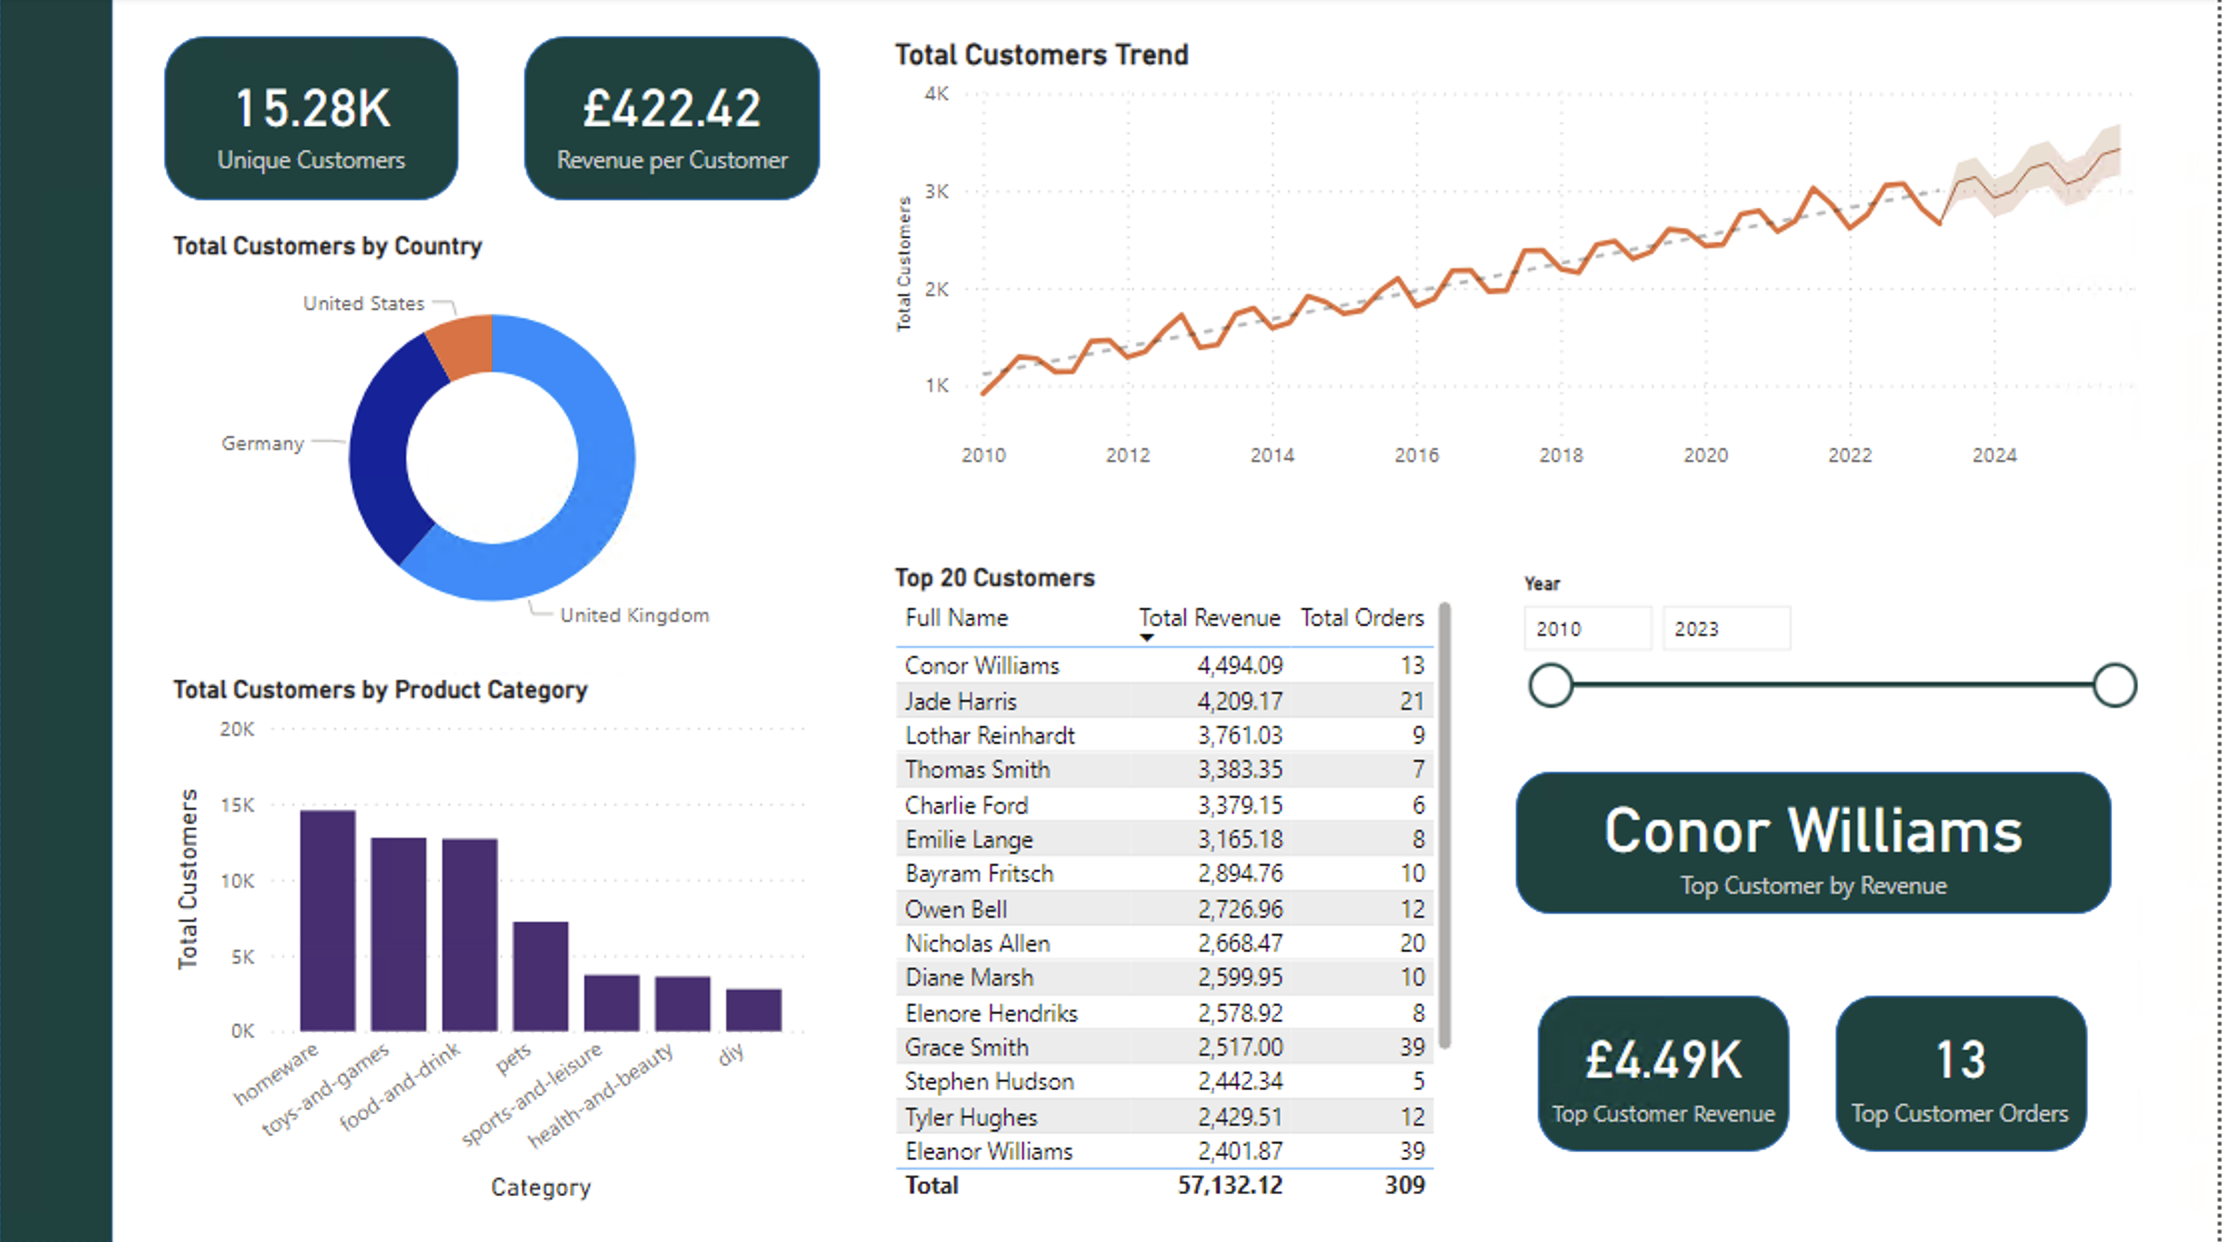 15.28K
Unique Customers
£422.42
Revenue per Customer
Total Customers by Country
United States
Germany
United Kingdom
Total Customers by Product Category
Total Customers
20K
15K
10K
5K
0K
homeware
toys-and-games
food-and-drink
pets
sports-and-leisure
health-and-beauty
diy
Category
Total Customers Trend
Total Customers
4K
3K
2K
1K
2010 2012 2014 2016 2018 2020 2022 2024
Top 20 Customers
Full Name Total Revenue Total Orders
Conor Williams 4,494.09 13
Jade Harris 4,209.17 21
Lothar Reinhardt 3,761.03 9
Thomas Smith 3,383.35 7
Charlie Ford 3,379.15 6
Emilie Lange 3,165.18 8
Bayram Fritsch 2,894.76 10
Owen Bell 2,726.96 12
Nicholas Allen 2,668.47 20
Diane Marsh 2,599.95 10
Elenore Hendriks 2,578.92 8
Grace Smith 2,517.00 39
Stephen Hudson 2,442.34 5
Tyler Hughes 2,429.51 12
Eleanor Williams 2,401.87 39
Total 57,132.12 309
Year
2010 2023
Conor Williams
Top Customer by Revenue
£4.49K
Top Customer Revenue
13
Top Customer Orders